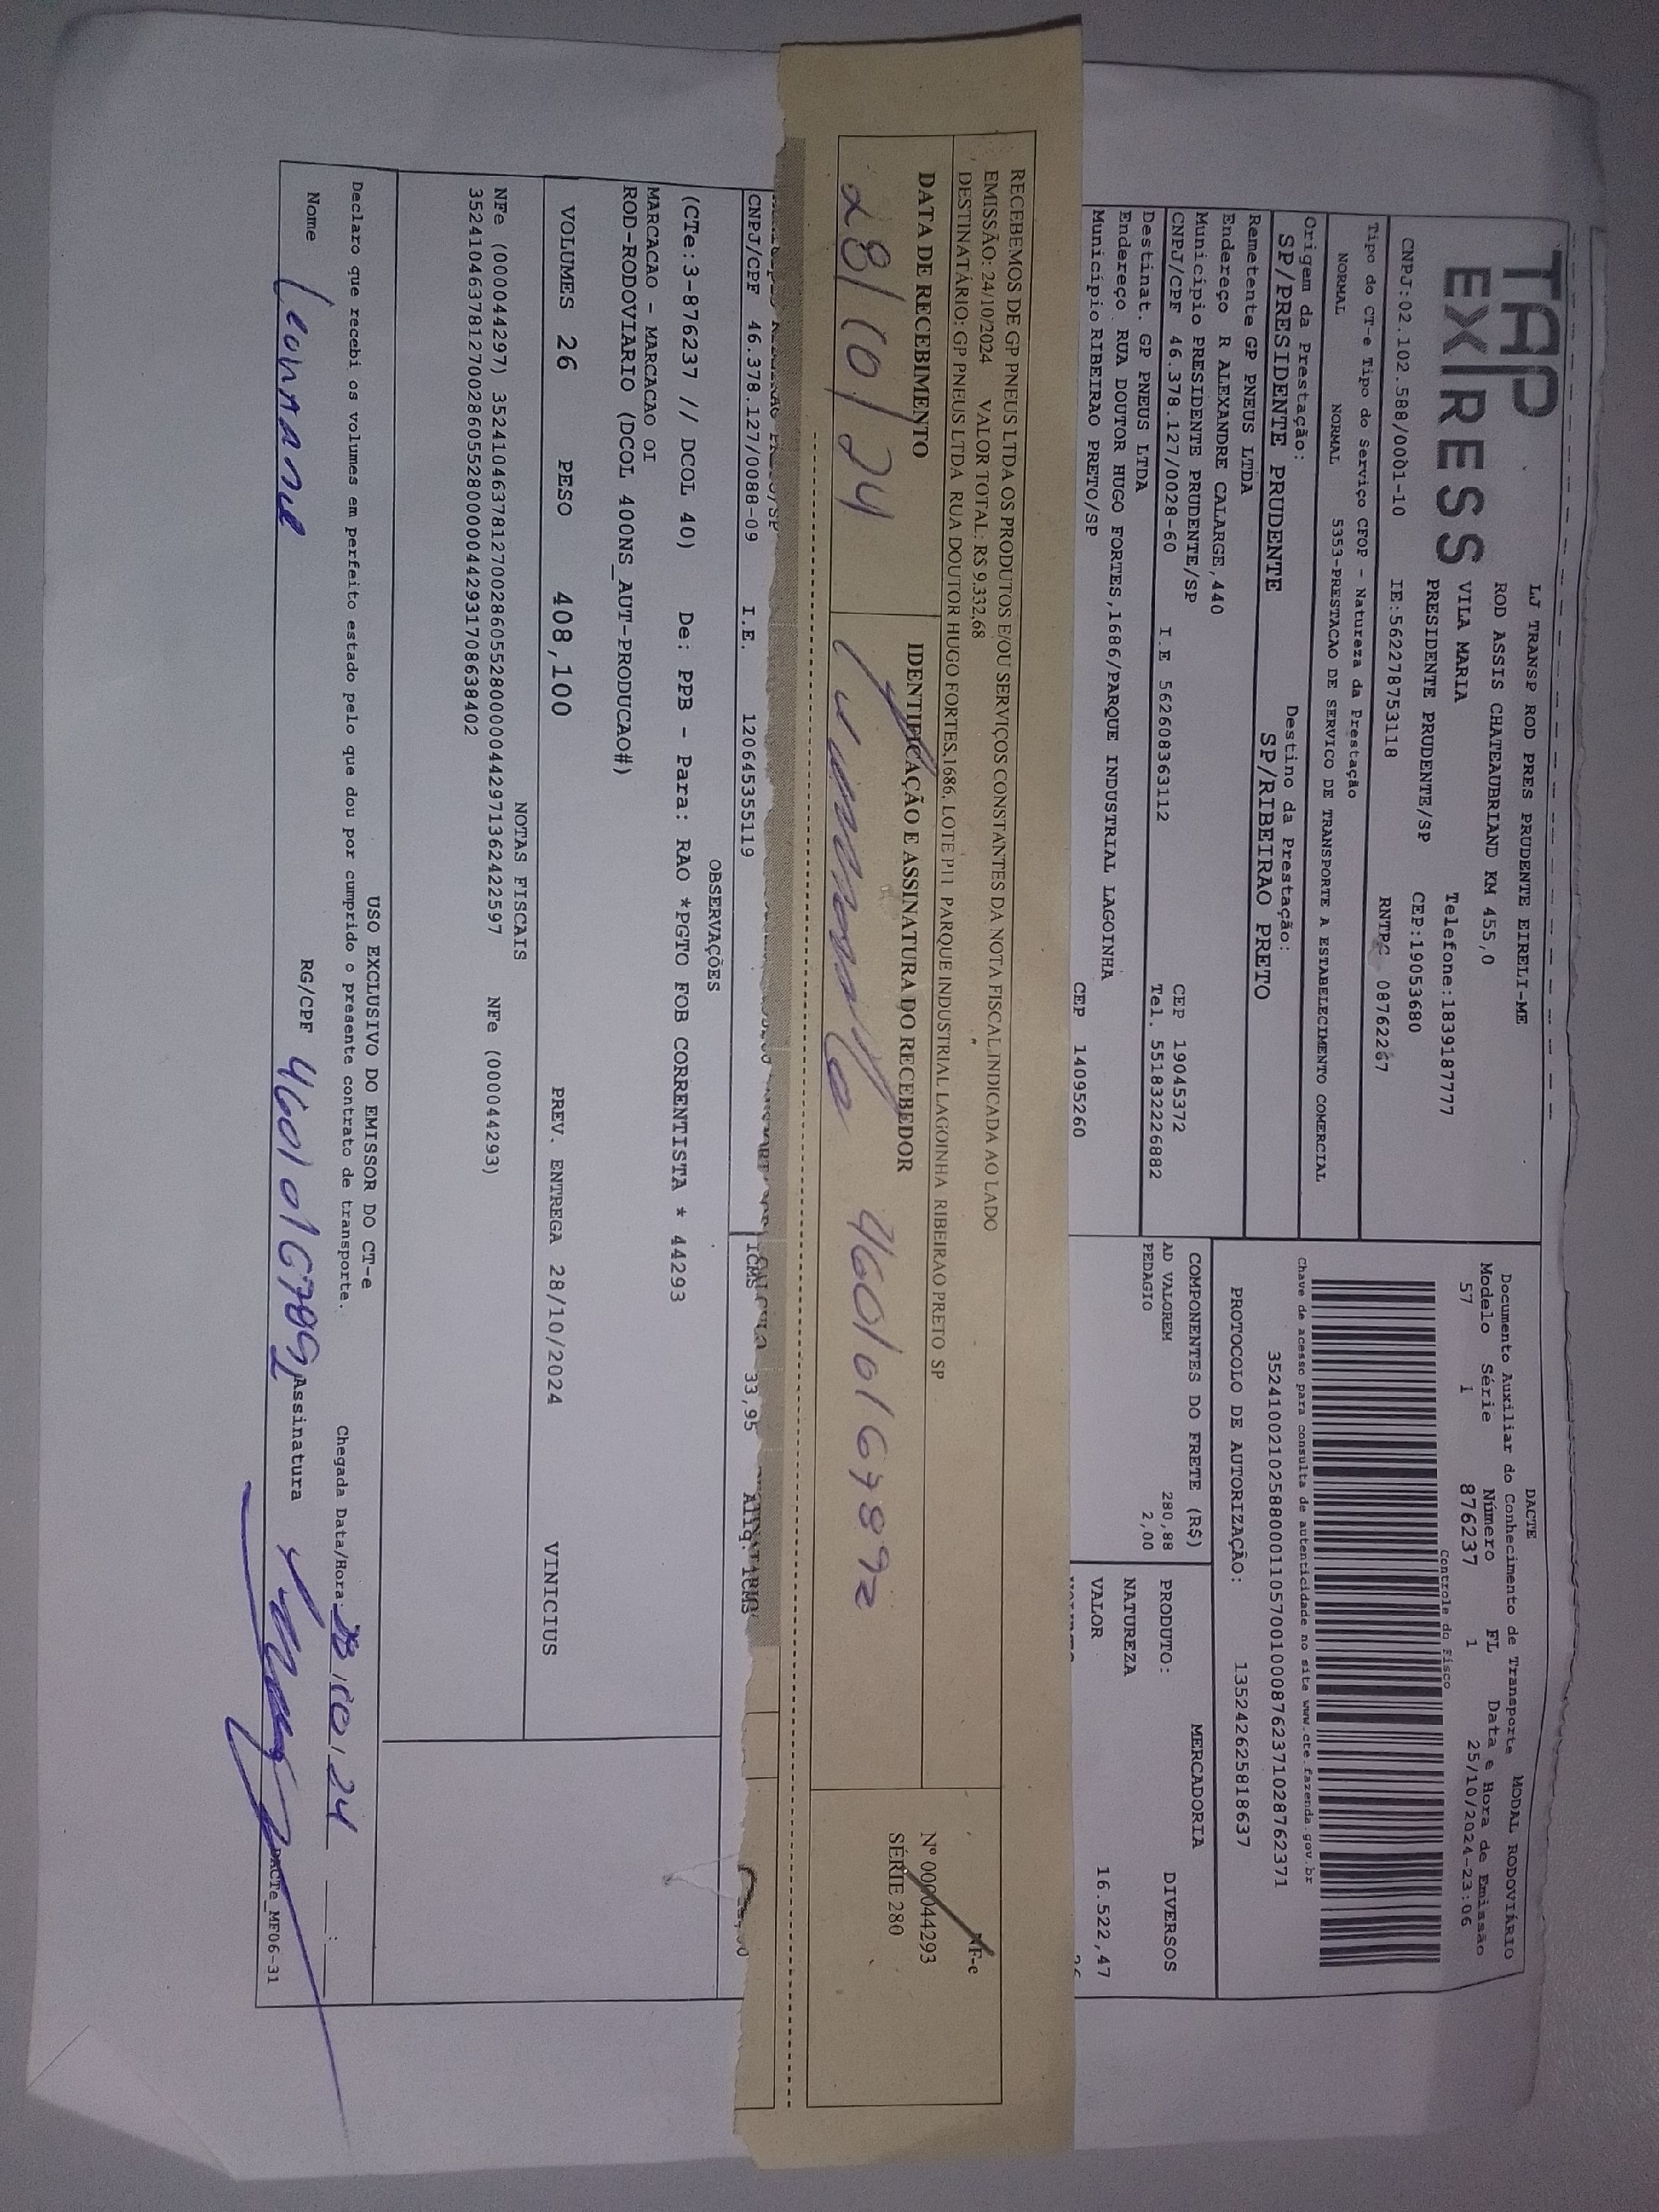 TAP
EXPRESS
LJ TRANSP ROD PRES PRUDENTE EIRELI-ME
ROD ASSIS CHATEAUBRIAND KM 455,0
VILA MARIA Telefone:1839187777
PRESIDENTE PRUDENTE/SP CEP:19053680
CNPJ:02.102.588/0001-10 IE:562278753118 RNTRC 08762267
Tipo do CT-e Tipo do Serviço CFOP - Natureza da Prestação
NORMAL NORMAL 5353-PRESTACAO DE SERVICO DE TRANSPORTE A ESTABELECIMENTO COMERCIAL
Origem da Prestação: Destino da Prestação:
SP/PRESIDENTE PRUDENTE SP/RIBEIRAO PRETO
Remetente GP PNEUS LTDA
Endereço R ALEXANDRE CALARGE,440
Município PRESIDENTE PRUDENTE/SP CEP 19045372
CNPJ/CPF 46.378.127/0028-60 I.E 562608363112 Tel. 551832226882
Destinat. GP PNEUS LTDA
Endereço RUA DOUTOR HUGO FORTES,1686/PARQUE INDUSTRIAL LAGOINHA
Município RIBEIRAO PRETO/SP CEP 14095260
DACTE MODAL RODOVIÁRIO
Documento Auxiliar do Conhecimento de Transporte
Modelo Série Número FL Data e Hora de Emissão
57 1 876237 1 25/10/2024-23:06
Controle do Fisco
Chave de acesso para consulta de autenticidade no site www.cte.fazenda.gov.br
35241002102588000110570010008762371028762371
PROTOCOLO DE AUTORIZAÇÃO: 135242625818637
COMPONENTES DO FRETE (R$)
AD VALOREM 280,88
PEDAGIO 2,00
MERCADORIA
PRODUTO: DIVERSOS
NATUREZA
VALOR 16.522,47
RECEBEMOS DE GP PNEUS LTDA OS PRODUTOS E/OU SERVIÇOS CONSTANTES DA NOTA FISCAL INDICADA AO LADO
EMISSÃO: 24/10/2024 VALOR TOTAL: R$ 9.332,68
DESTINATÁRIO: GP PNEUS LTDA RUA DOUTOR HUGO FORTES,1686, LOTE P11 PARQUE INDUSTRIAL LAGOINHA RIBEIRAO PRETO SP
DATA DE RECEBIMENTO IDENTIFICAÇÃO E ASSINATURA DO RECEBEDOR
28/10/24 46010167892
NF-e
Nº 000044293
SÉRIE 280
CNPJ/CPF 46.378.127/0088-09 I.E. 120645355119 ICMS 33,95 Aliq. ICMS
OBSERVAÇÕES
(CTe:3-876237 // DCOL 40) De: PPB - Para: RAO *PGTO FOB CORRENTISTA * 44293
MARCACAO - MARCACAO OI
ROD-RODOVIARIO (DCOL 400NS_AUT-PRODUCAO#)
VOLUMES 26 PESO 408,100 PREV. ENTREGA 28/10/2024 VINICIUS
NOTAS FISCAIS
NFe (000044297) 35241046378127002860552800000442971362422597 NFe (000044293)
35241046378127002860552800000442931708638402
USO EXCLUSIVO DO EMISSOR DO CT-e
Declaro que recebi os volumes em perfeito estado pelo que dou por cumprido o presente contrato de transporte. Chegada Data/Hora: 28/10/24 __:__
Nome RG/CPF 46010167892 Assinatura
DACTe_MF06-31